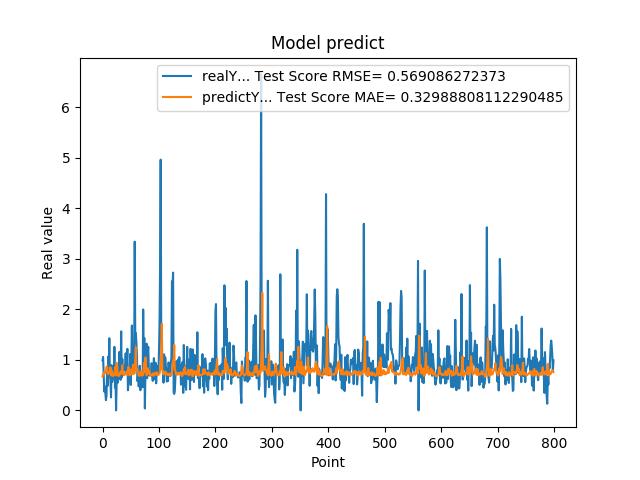 Model predict
realY... Test Score RMSE= 0.569086272373
predictY... Test Score MAE= 0.32988808112290485
6
5
4
3
2
1
0
Real value
0 100 200 300 400 500 600 700 800
Point